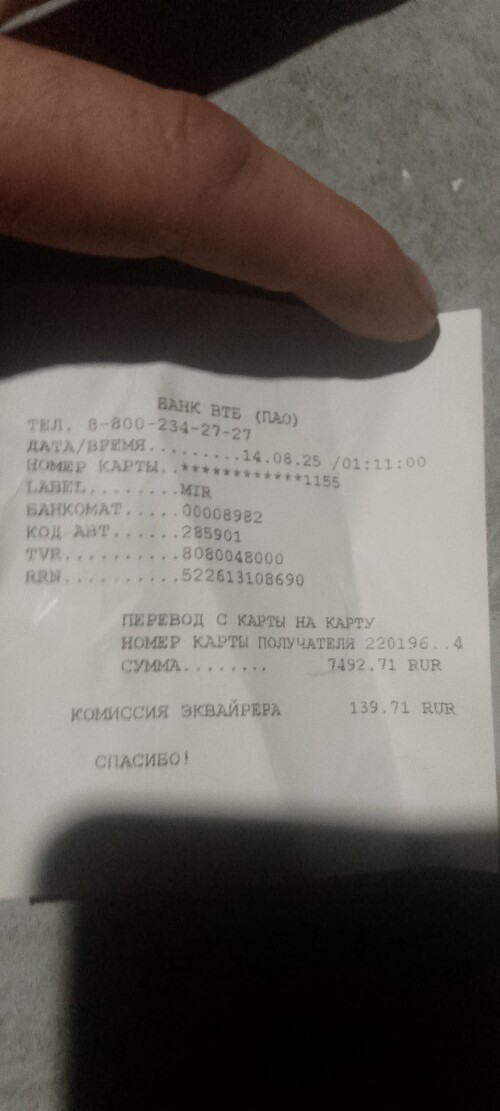 БАНК ВТБ (ПАО)
ТЕЛ. 8-800-234-27-27
ДАТА/ВРЕМЯ.........14.08.25 /01:11:00
НОМЕР КАРТЫ..************1155
LABEL........MIR
БАНКОМАТ.....00008982
КОД АВТ......285901
TVR..........8080048000
RRN..........522613108690
ПЕРЕВОД С КАРТЫ НА КАРТУ
НОМЕР КАРТЫ ПОЛУЧАТЕЛЯ 220196..4
СУММА........ 7492.71 RUR
КОМИССИЯ ЭКВАЙРЕРА 139.71 RUR
СПАСИБО!